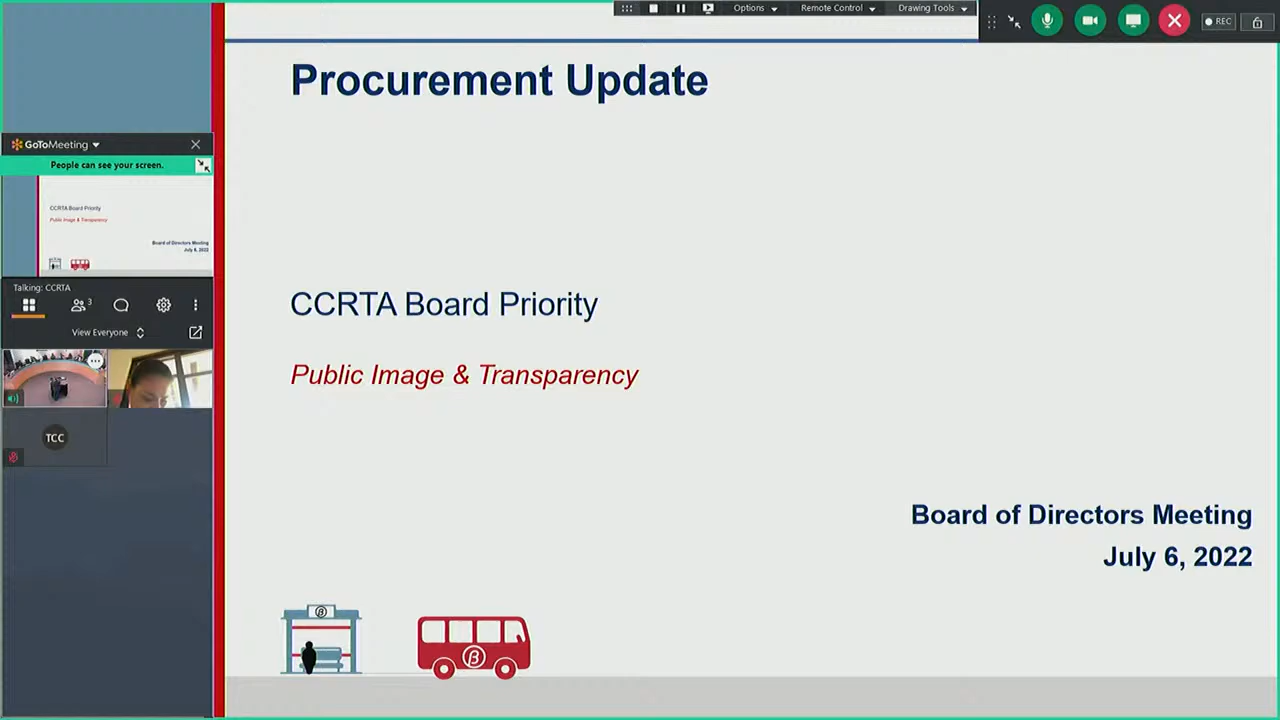 Options
Remote Control
Drawing Tools
REC
Procurement Update
GoToMeeting
People can see your screen.
CCRTA Board Priority
Public Image & Transparency
Board of Directors Meeting
July 6, 2022
Talking: CCRTA
3
View Everyone
TCC
CCRTA Board Priority
Public Image & Transparency
Board of Directors Meeting
July 6, 2022
β
β